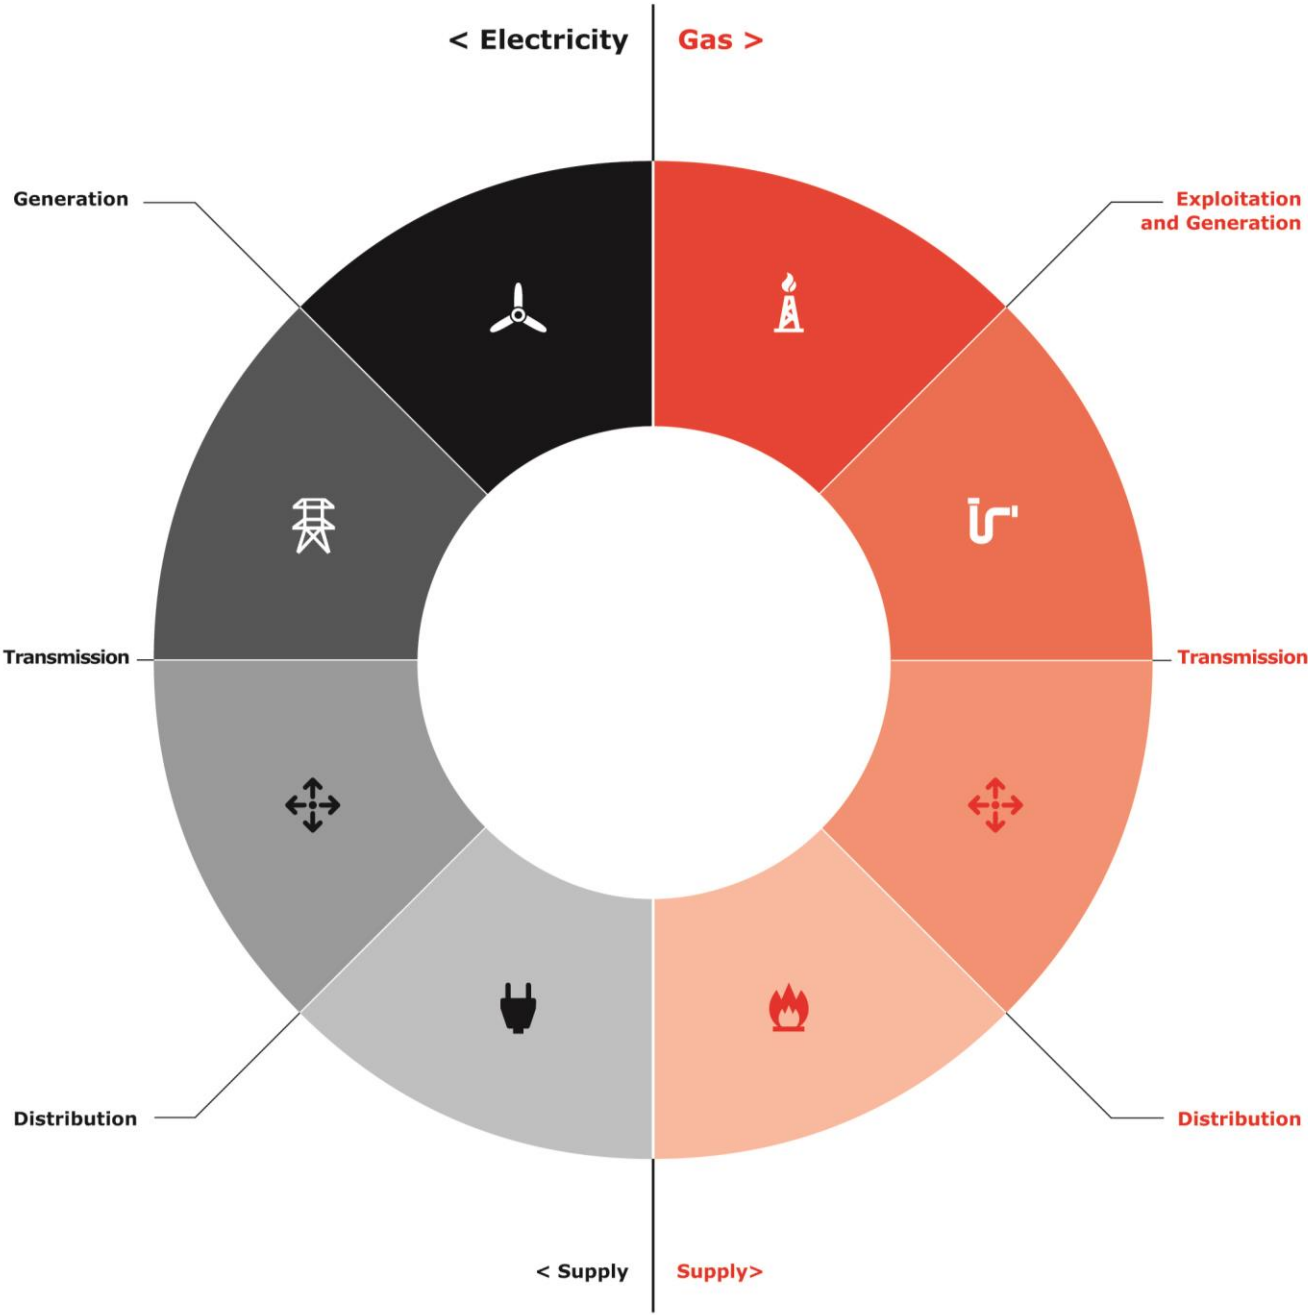 < Electricity
Gas >
Generation
Exploitation
and Generation
Transmission
Transmission
Distribution
Distribution
< Supply
Supply>